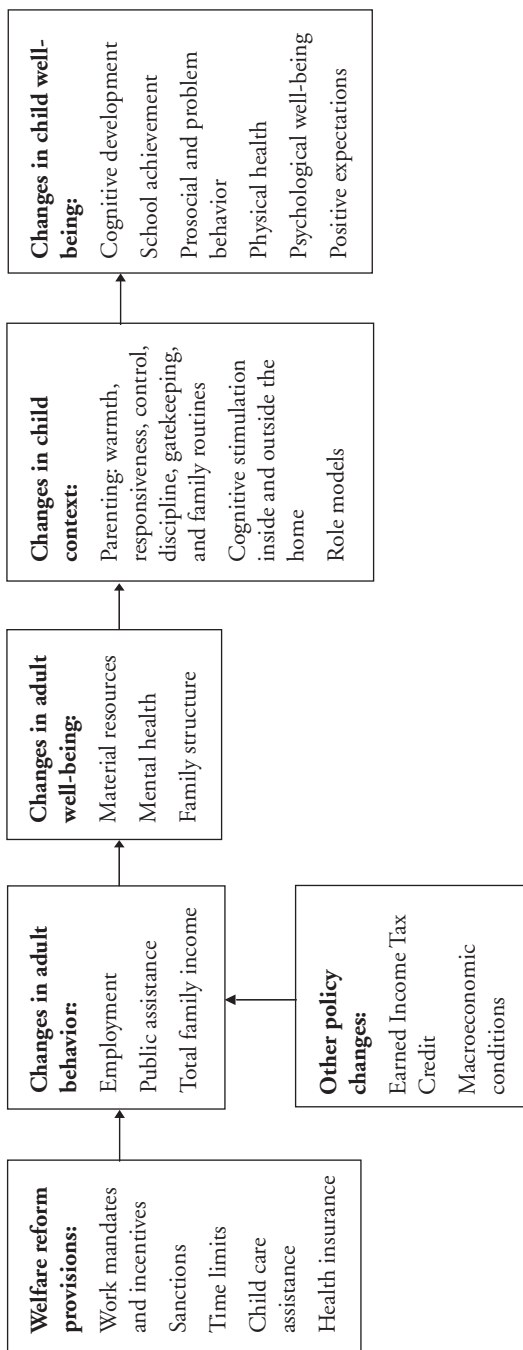 Welfare reform
provisions:
Work mandates
and incentives
Sanctions
Time limits
Child care
assistance
Health insurance
Changes in adult
behavior:
Employment
Public assistance
Total family income
Other policy
changes:
Earned Income Tax
Credit
Macroeconomic
conditions
Changes in adult
well-being:
Material resources
Mental health
Family structure
Changes in child
context:
Parenting: warmth,
responsiveness, control,
discipline, gatekeeping,
and family routines
Cognitive stimulation
inside and outside the
home
Role models
Changes in child well-
being:
Cognitive development
School achievement
Prosocial and problem
behavior
Physical health
Psychological well-being
Positive expectations